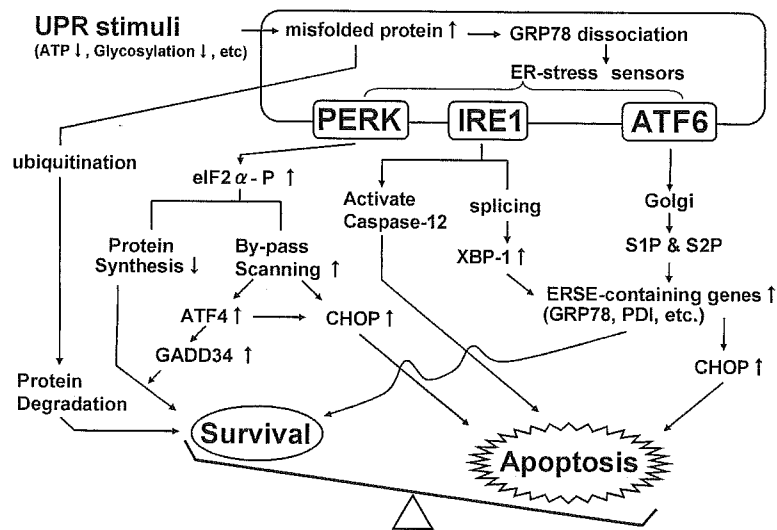 UPR stimuli
(ATP ↓, Glycosylation ↓, etc)
misfolded protein ↑
GRP78 dissociation
ER-stress sensors
PERK
IRE1
ATF6
ubiquitination
eIF2α-P ↑
Activate
Caspase-12
splicing
Golgi
Protein
Synthesis ↓
By-pass
Scanning ↑
XBP-1 ↑
S1P & S2P
ATF4 ↑
CHOP ↑
ERSE-containing genes ↑
(GRP78, PDI, etc.)
GADD34 ↑
CHOP ↑
Protein
Degradation
Survival
Apoptosis